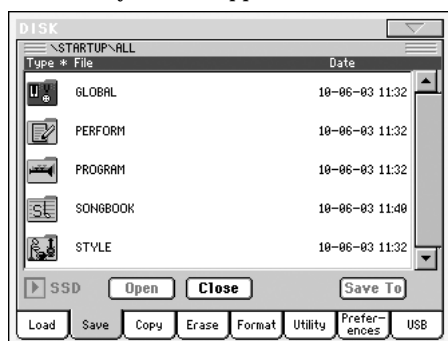 DISK
\STARTUP\ALL
Type * File Date
GLOBAL 10-06-03 11:32
PERFORM 10-06-03 11:32
PROGRAM 10-06-03 11:32
SL SONGBOOK 10-06-03 11:40
STYLE 10-06-03 11:32
SSD Open Close Save To
Load Save Copy Erase Format Utility Prefer-ences USB